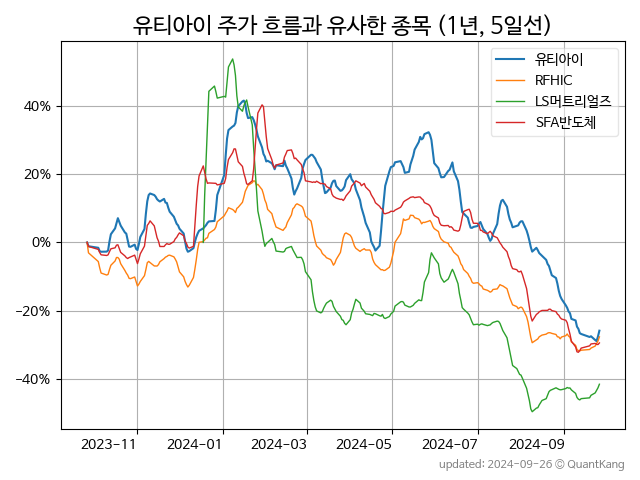 유티아이 주가 흐름과 유사한 종목 (1년, 5일선)
유티아이
RFHIC
LS머트리얼즈
SFA반도체
40%
20%
0%
−20%
−40%
2023−11
2024−01
2024−03
2024−05
2024−07
2024−09
updated: 2024-09-26 © QuantKang